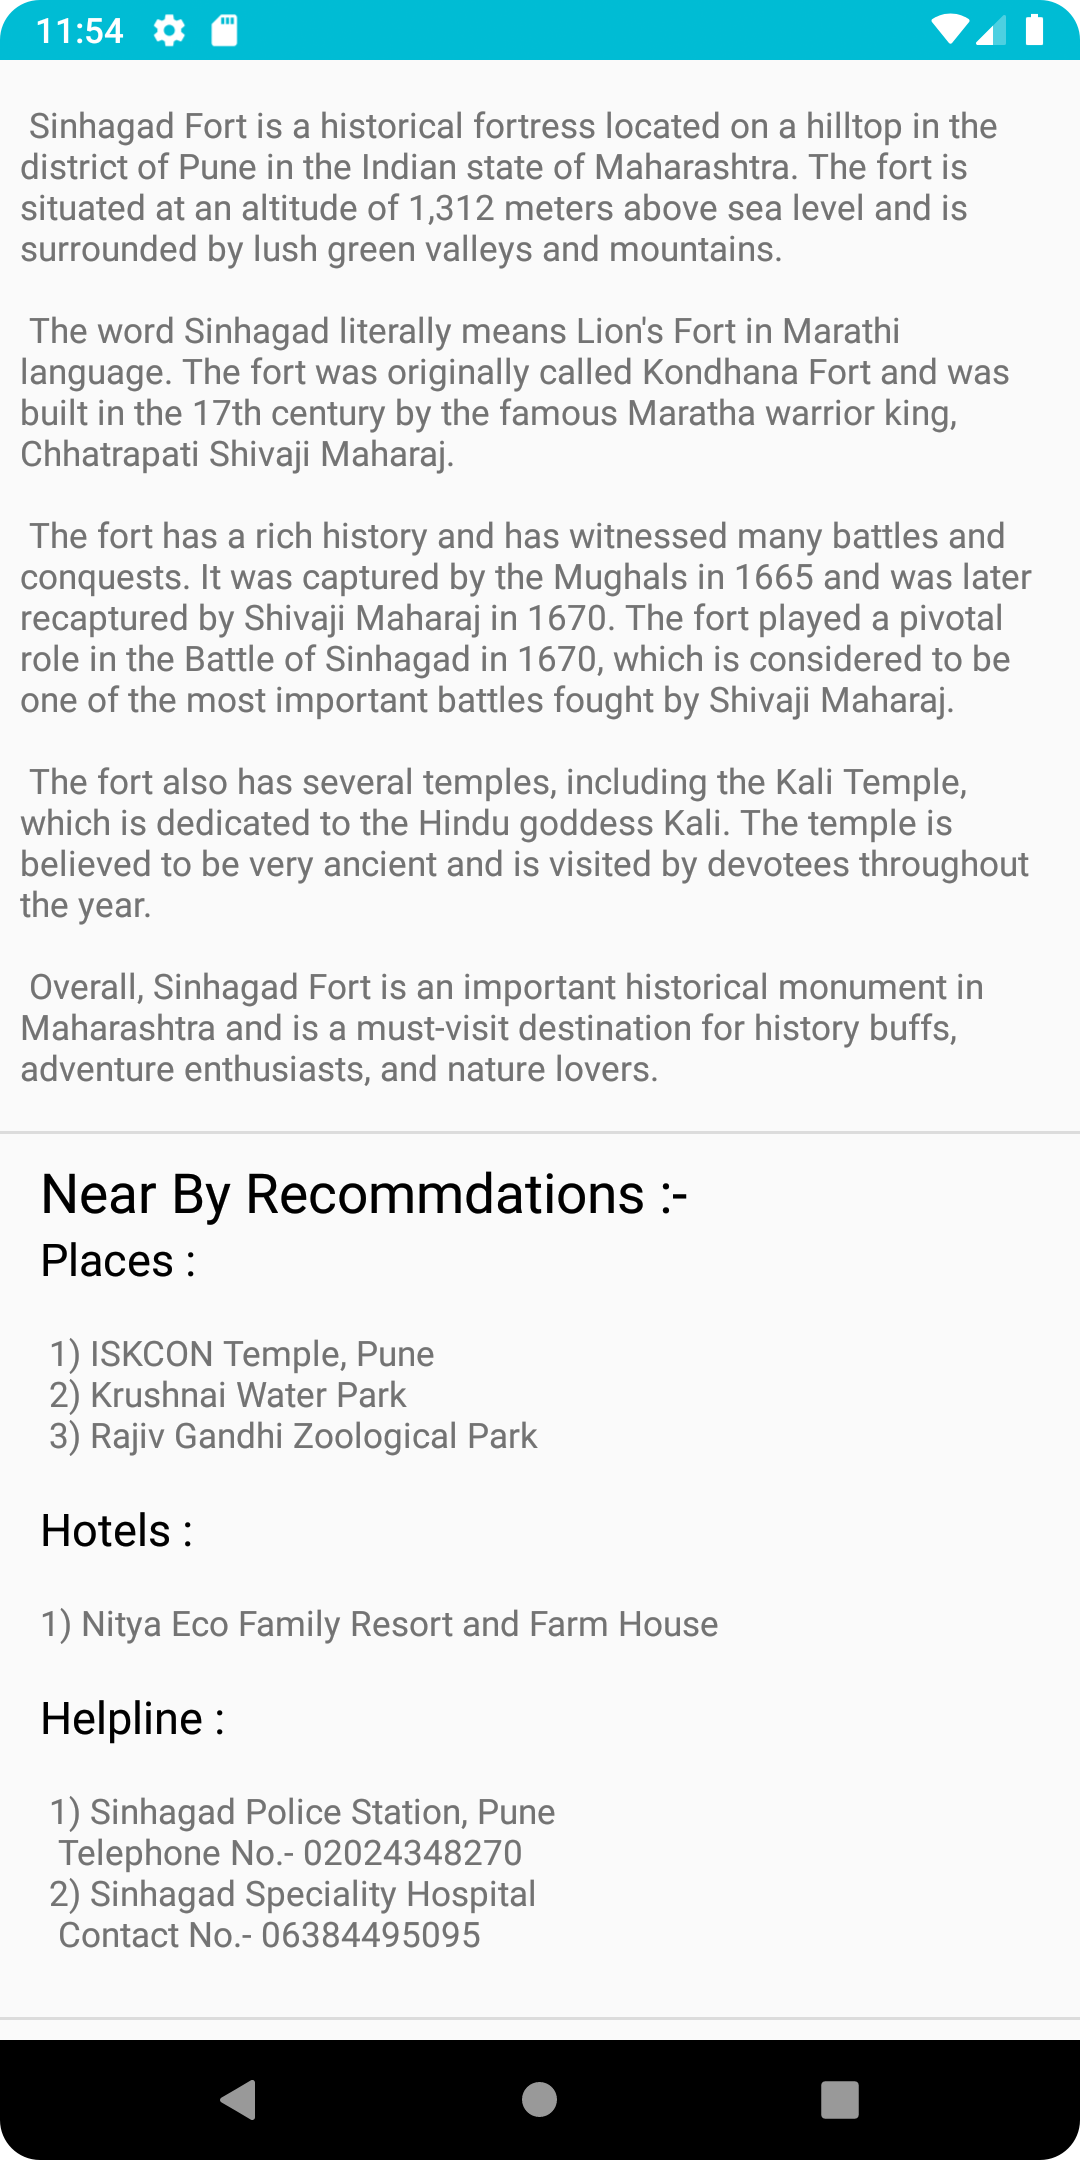 11:54
Sinhagad Fort is a historical fortress located on a hilltop in the
district of Pune in the Indian state of Maharashtra. The fort is
situated at an altitude of 1,312 meters above sea level and is
surrounded by lush green valleys and mountains.
The word Sinhagad literally means Lion's Fort in Marathi
language. The fort was originally called Kondhana Fort and was
built in the 17th century by the famous Maratha warrior king,
Chhatrapati Shivaji Maharaj.
The fort has a rich history and has witnessed many battles and
conquests. It was captured by the Mughals in 1665 and was later
recaptured by Shivaji Maharaj in 1670. The fort played a pivotal
role in the Battle of Sinhagad in 1670, which is considered to be
one of the most important battles fought by Shivaji Maharaj.
The fort also has several temples, including the Kali Temple,
which is dedicated to the Hindu goddess Kali. The temple is
believed to be very ancient and is visited by devotees throughout
the year.
Overall, Sinhagad Fort is an important historical monument in
Maharashtra and is a must-visit destination for history buffs,
adventure enthusiasts, and nature lovers.
Near By Recommdations :-
Places :
1) ISKCON Temple, Pune
2) Krushnai Water Park
3) Rajiv Gandhi Zoological Park
Hotels :
1) Nitya Eco Family Resort and Farm House
Helpline :
1) Sinhagad Police Station, Pune
Telephone No.- 02024348270
2) Sinhagad Speciality Hospital
Contact No.- 06384495095